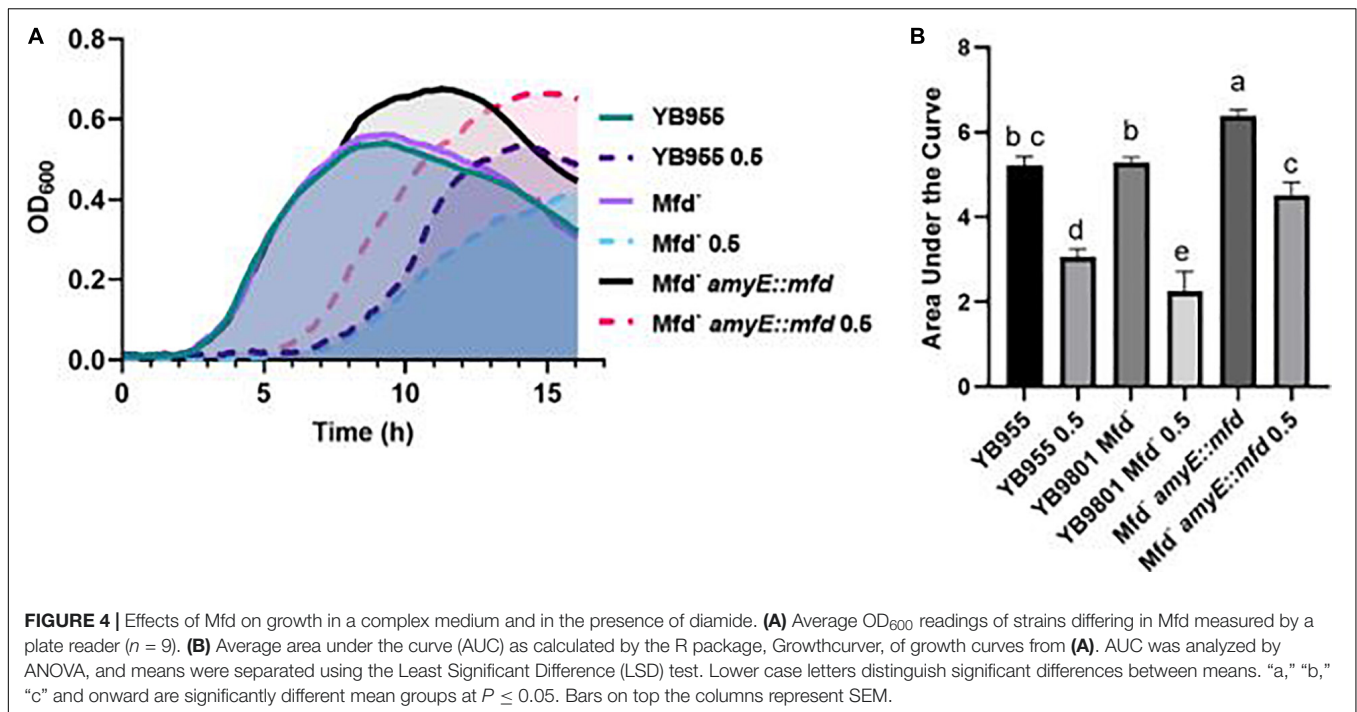 A
0.8
0.6
0.4
0.2
0.0
OD600
0
5
10
15
Time (h)
YB955
YB955 0.5
Mfd-
Mfd- 0.5
Mfd- amyE::mfd
Mfd- amyE::mfd 0.5
B
8
6
4
2
0
Area Under the Curve
b c
d
b
e
a
c
YB955
YB955 0.5
YB9801 Mfd-
YB9801 Mfd- 0.5
Mfd- amyE::mfd
Mfd- amyE::mfd 0.5
FIGURE 4 | Effects of Mfd on growth in a complex medium and in the presence of diamide. (A) Average OD600 readings of strains differing in Mfd measured by a
plate reader (n = 9). (B) Average area under the curve (AUC) as calculated by the R package, Growthcurver, of growth curves from (A). AUC was analyzed by
ANOVA, and means were separated using the Least Significant Difference (LSD) test. Lower case letters distinguish significant differences between means. “a,” “b,”
“c” and onward are significantly different mean groups at P ≤ 0.05. Bars on top the columns represent SEM.